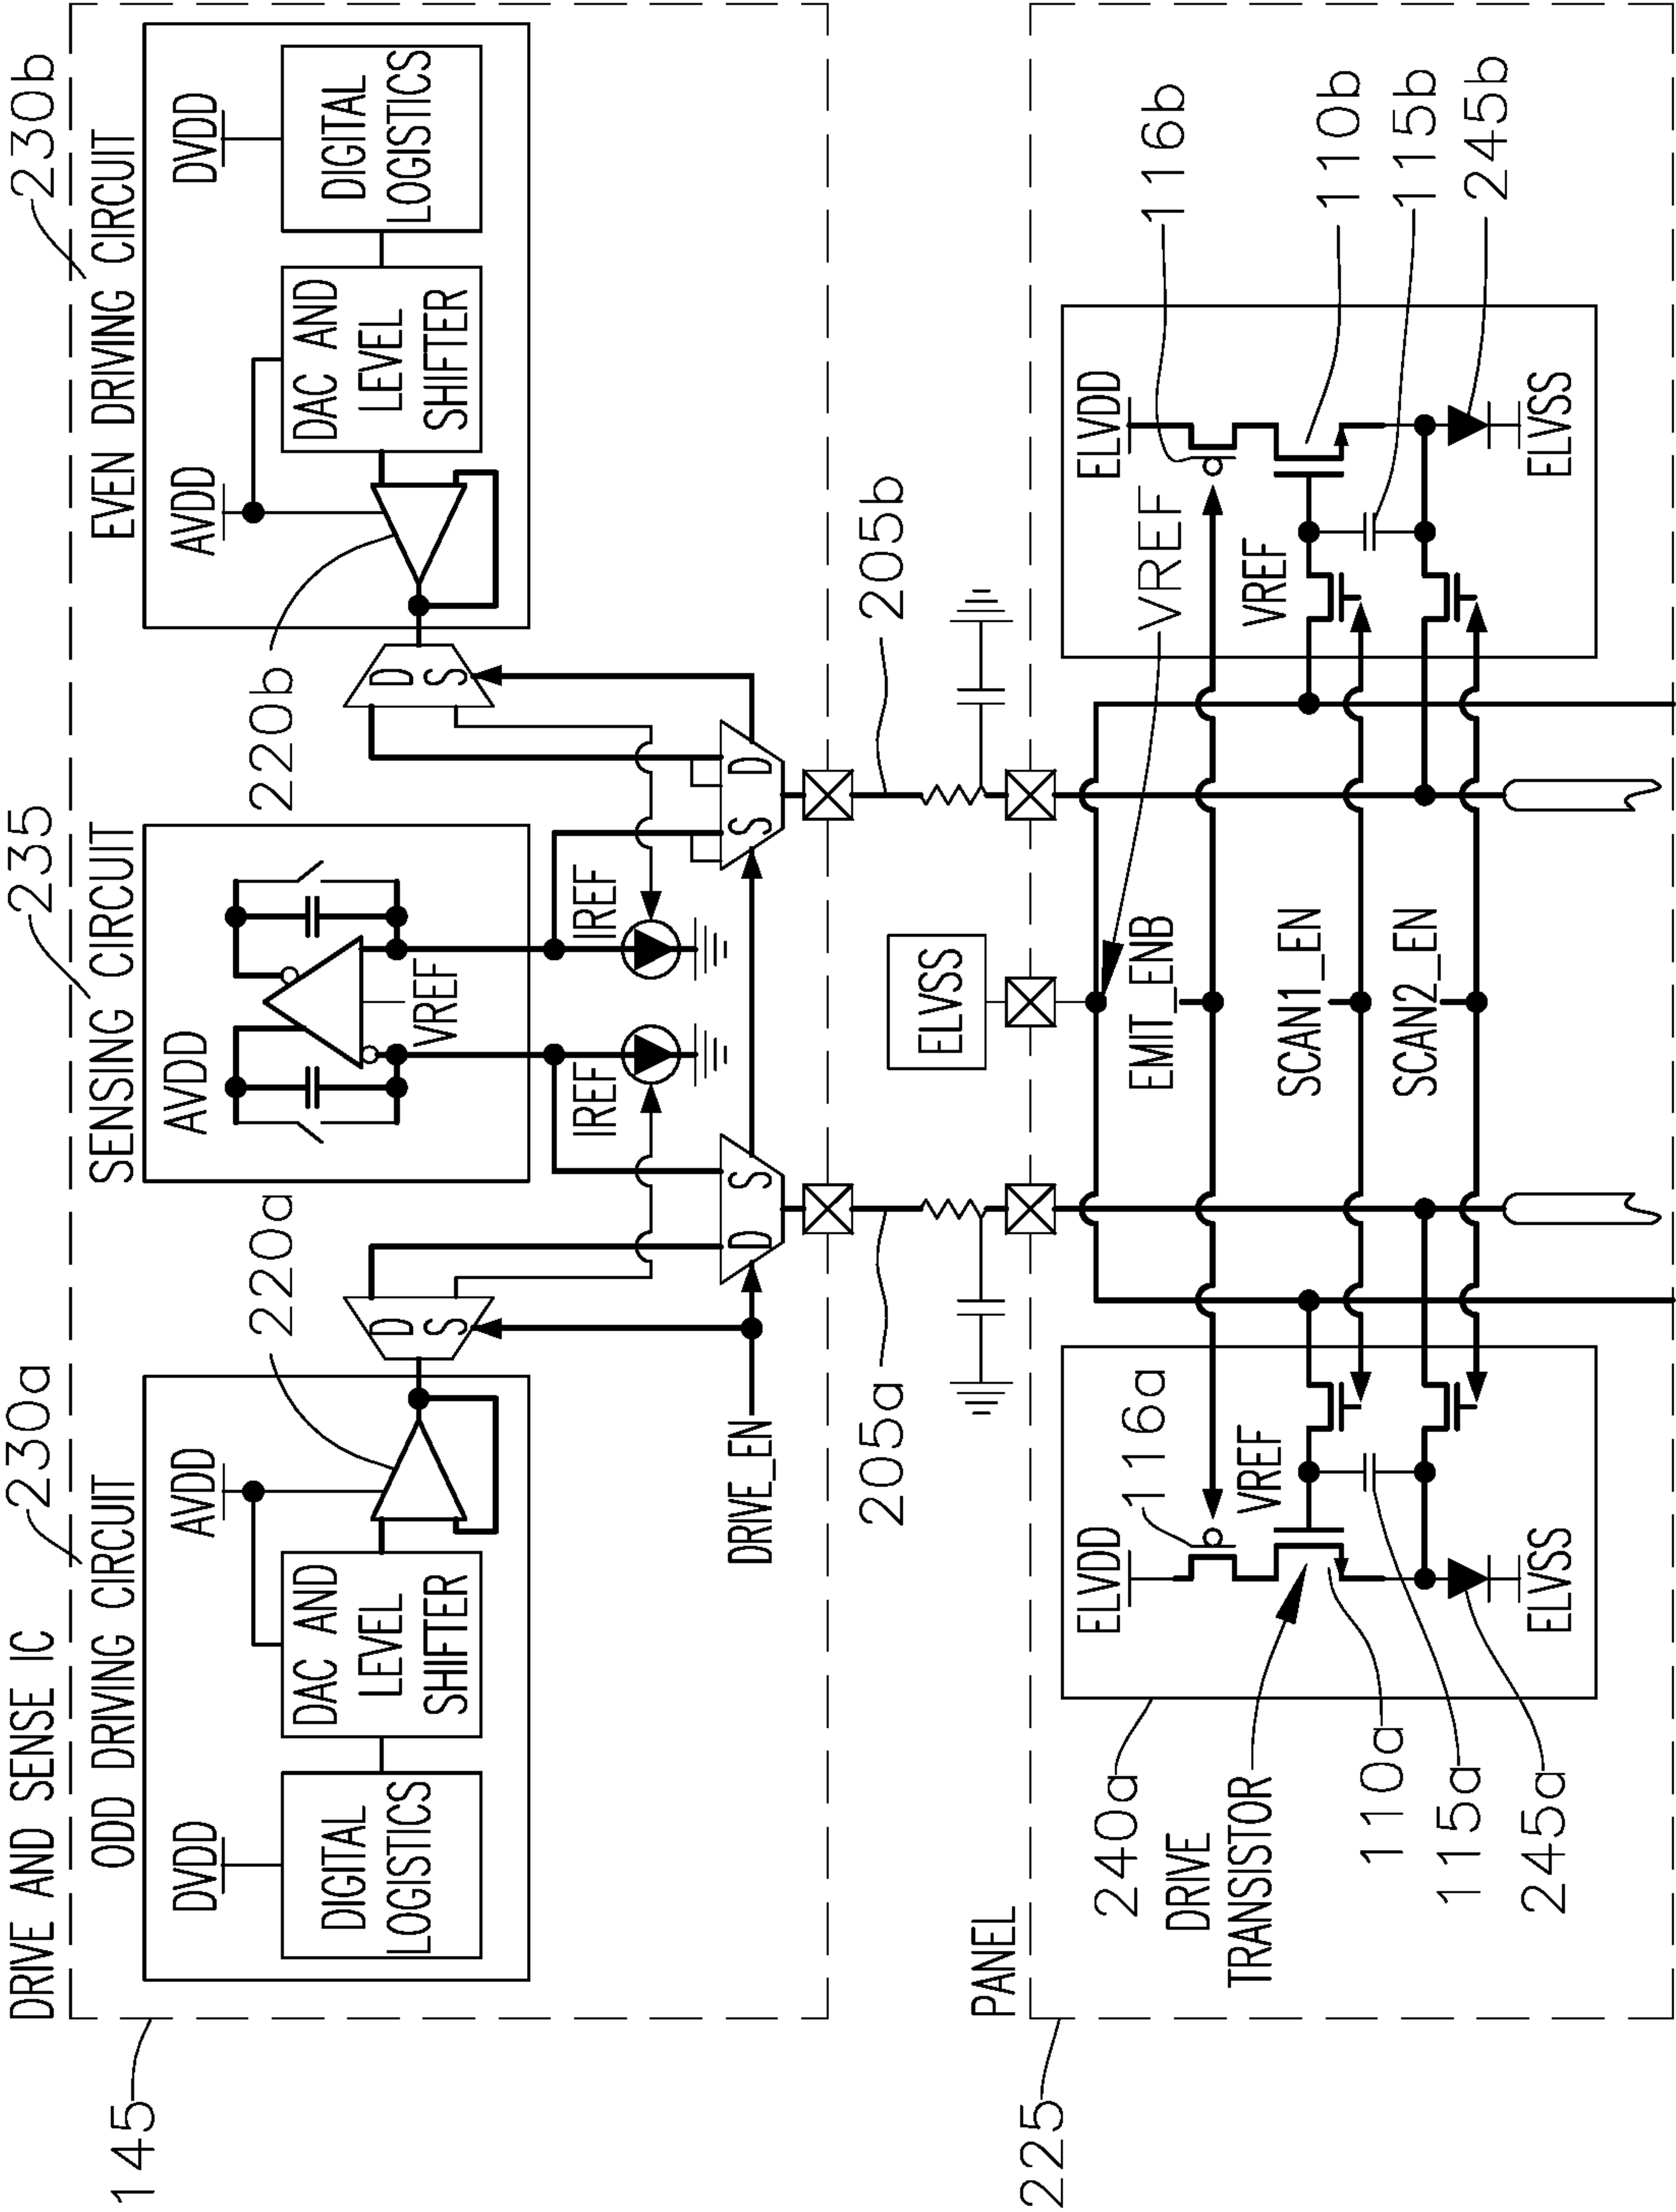 DRIVE AND SENSE IC
230a
235
230b
145
ODD DRIVING CIRCUIT
SENSING CIRCUIT
EVEN DRIVING CIRCUIT
DVDD
AVDD
AVDD
AVDD
DVDD
DIGITAL
LOGISTICS
DAC AND
LEVEL
SHIFTER
220a
VREF
220b
DAC AND
LEVEL
SHIFTER
DIGITAL
LOGISTICS
D
S
D
S
IREF
IREF
DRIVE_EN
D
S
S
D
205a
205b
ELVSS
PANEL
225
240a
ELVDD
116a
EMIT_ENB
VREF
ELVDD
116b
DRIVE
TRANSISTOR
VREF
SCAN1_EN
VREF
110b
110a
SCAN2_EN
115b
115a
245a
ELVSS
ELVSS
245b